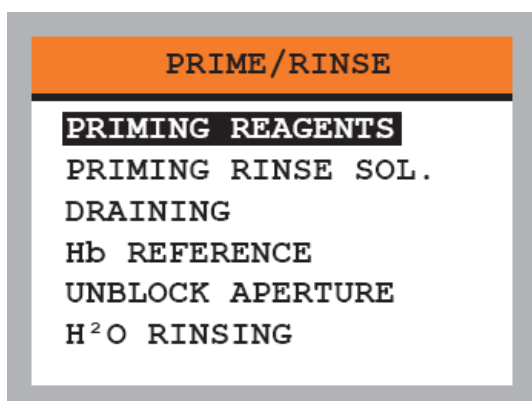 PRIME/RINSE
PRIMING REAGENTS
PRIMING RINSE SOL.
DRAINING
Hb REFERENCE
UNBLOCK APERTURE
H²O RINSING